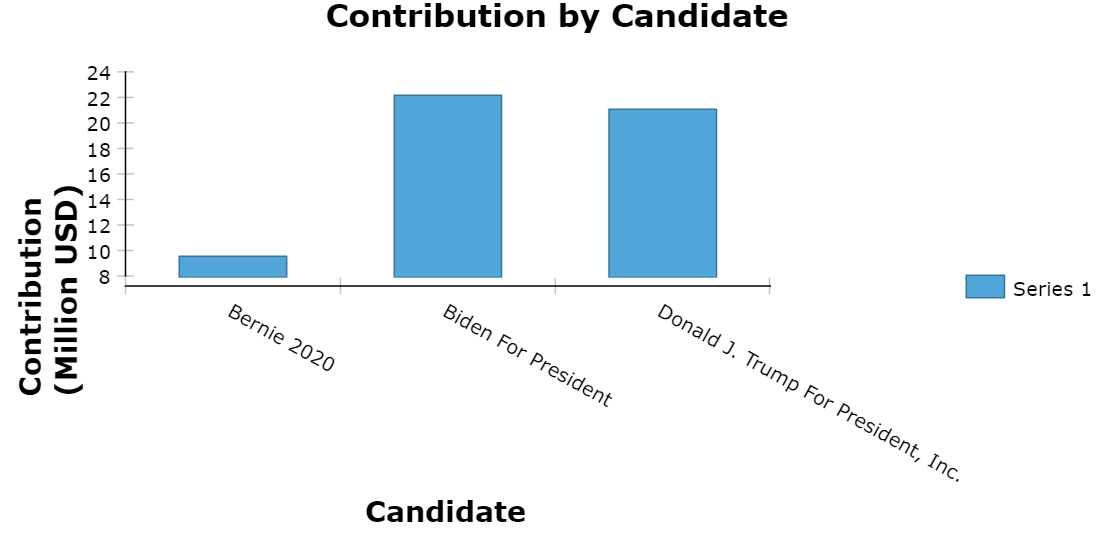 Contribution by Candidate
24
22
20
18
16
14
12
10
8
Contribution
(Million USD)
Bernie 2020
Biden For President
Donald J. Trump For President, Inc.
Series 1
Candidate